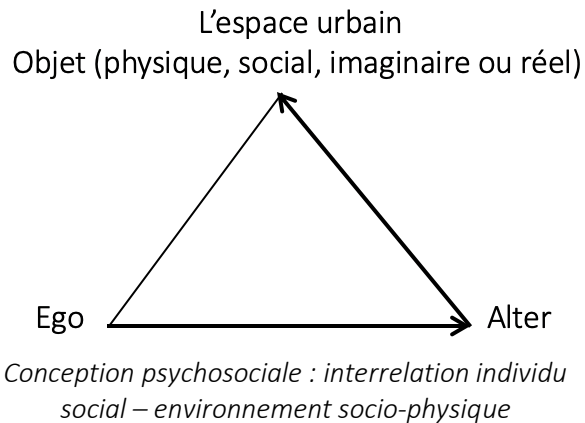 L’espace urbain
Objet (physique, social, imaginaire ou réel)
Ego
Alter
Conception psychosociale : interrelation individu
social – environnement socio-physique